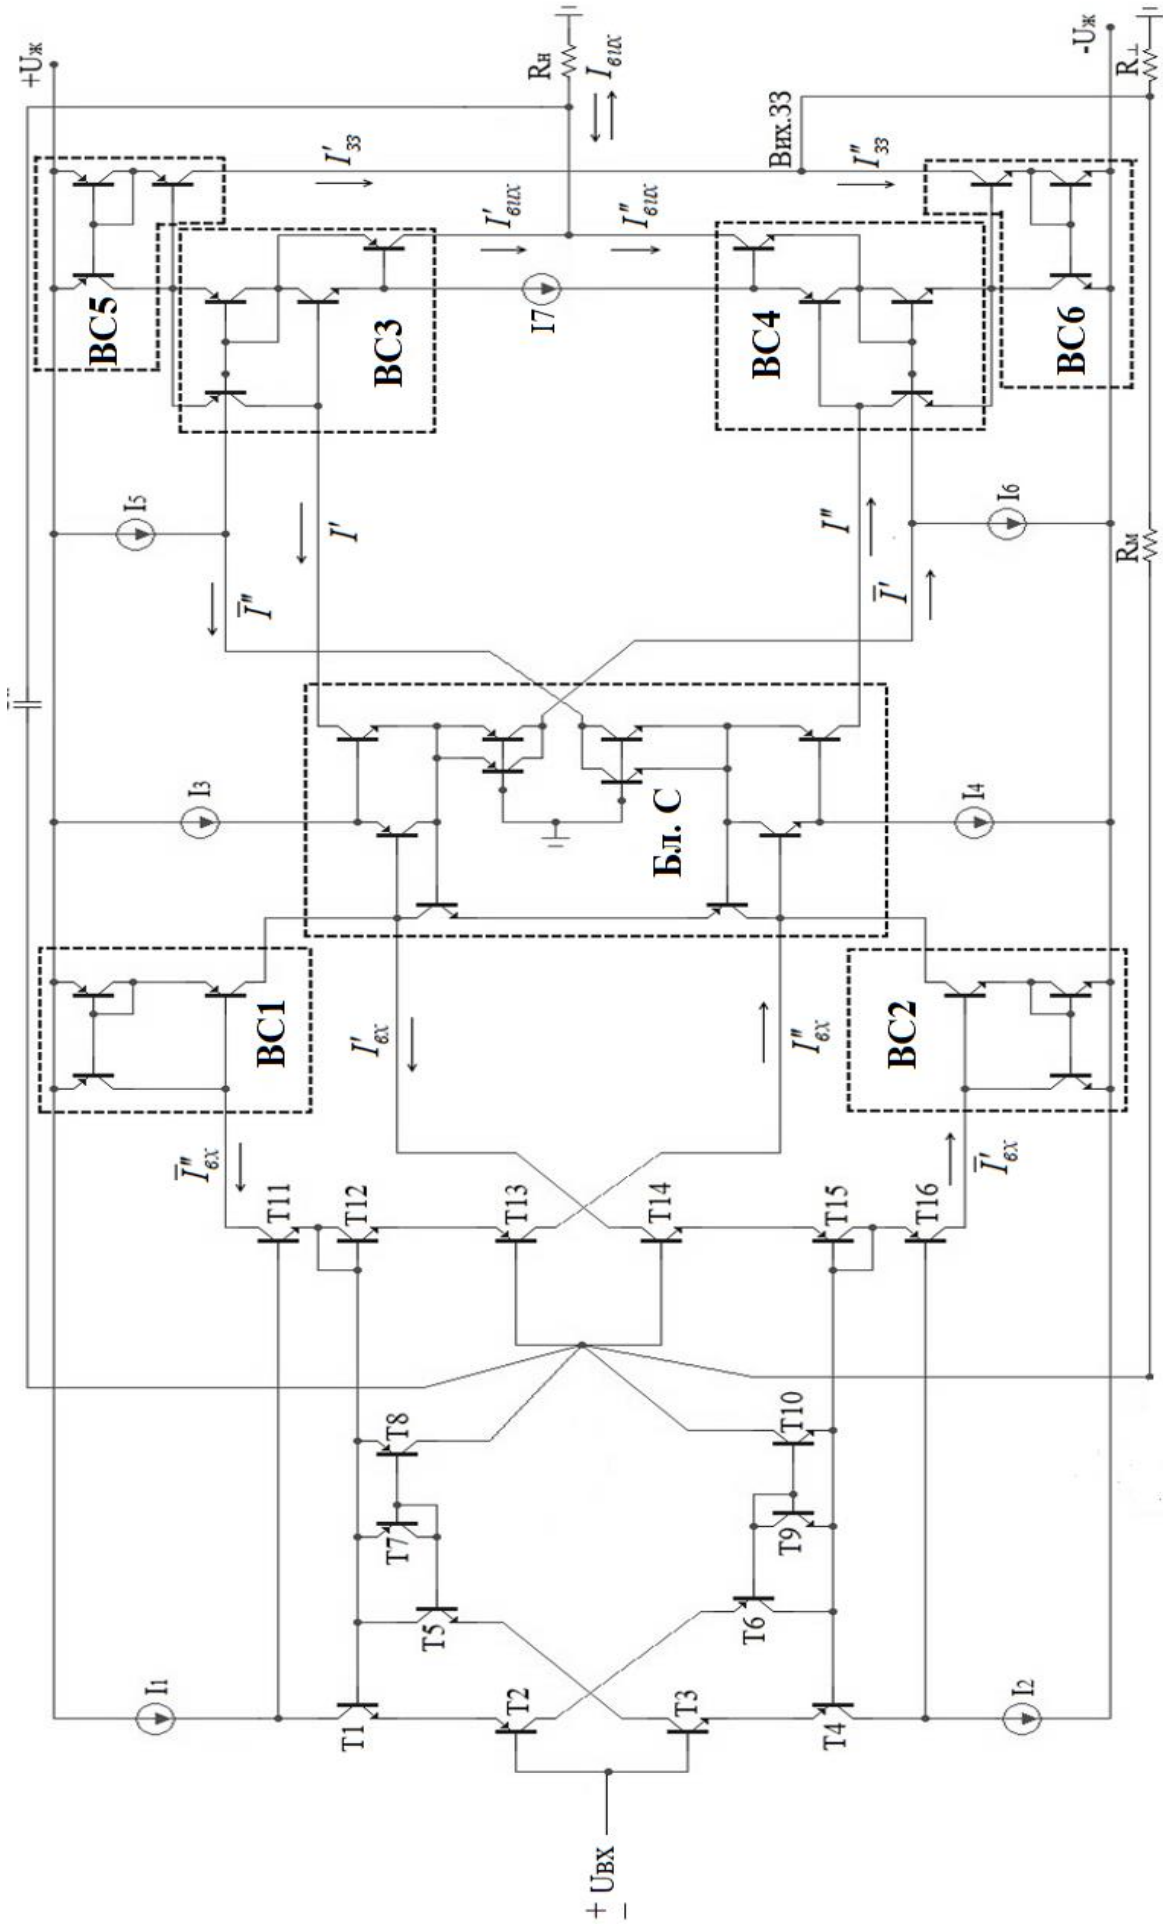 +Uж
-Uж
Rн
R⊥
Iвих
Вих.ЗЗ
I'зз
I''зз
I'вих
I''вих
I7
BC5
BC3
BC4
BC6
I5
I6
I'
I''
Ī''
Ī'
Rм
I3
I4
Бл. С
BC1
BC2
I'вх
I''вх
Ī''вх
Ī'вх
T11
T12
T13
T14
T15
T16
T8
T7
T5
T10
T9
T6
I1
T1
T2
T3
T4
I2
+
Uвх
−